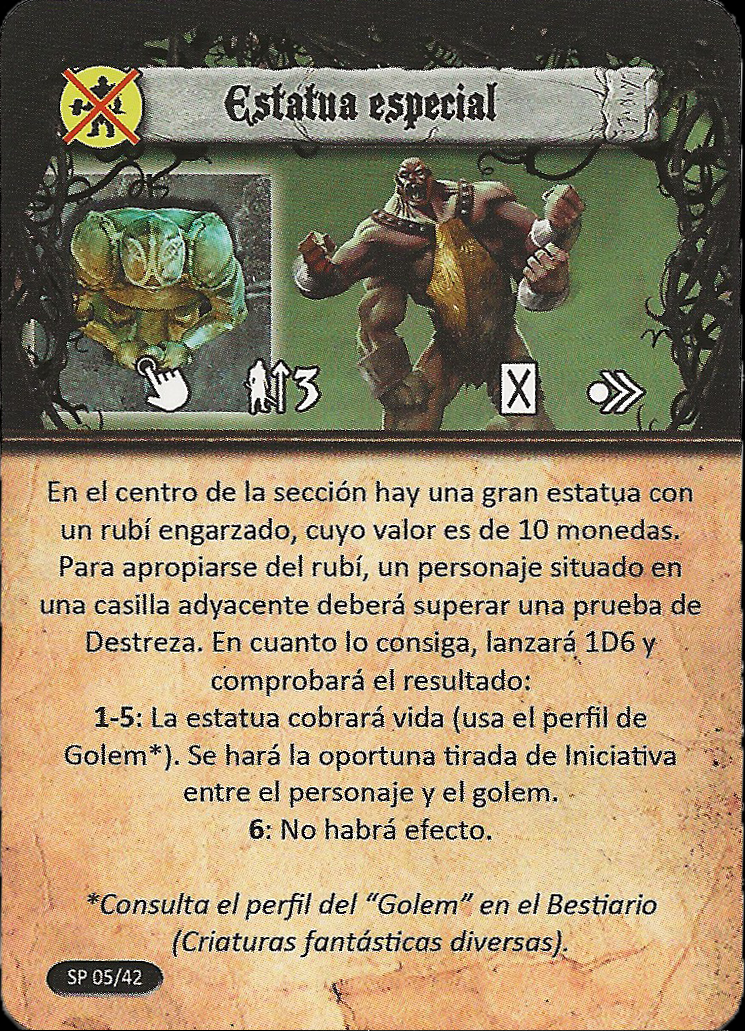 Estatua especial
3
X
En el centro de la sección hay una gran estatua con
un rubí engarzado, cuyo valor es de 10 monedas.
Para apropiarse del rubí, un personaje situado en
una casilla adyacente deberá superar una prueba de
Destreza. En cuanto lo consiga, lanzará 1D6 y
comprobará el resultado:
1-5: La estatua cobrará vida (usa el perfil de
Golem*). Se hará la oportuna tirada de Iniciativa
entre el personaje y el golem.
6: No habrá efecto.
*Consulta el perfil del “Golem” en el Bestiario
(Criaturas fantásticas diversas).
SP 05/42